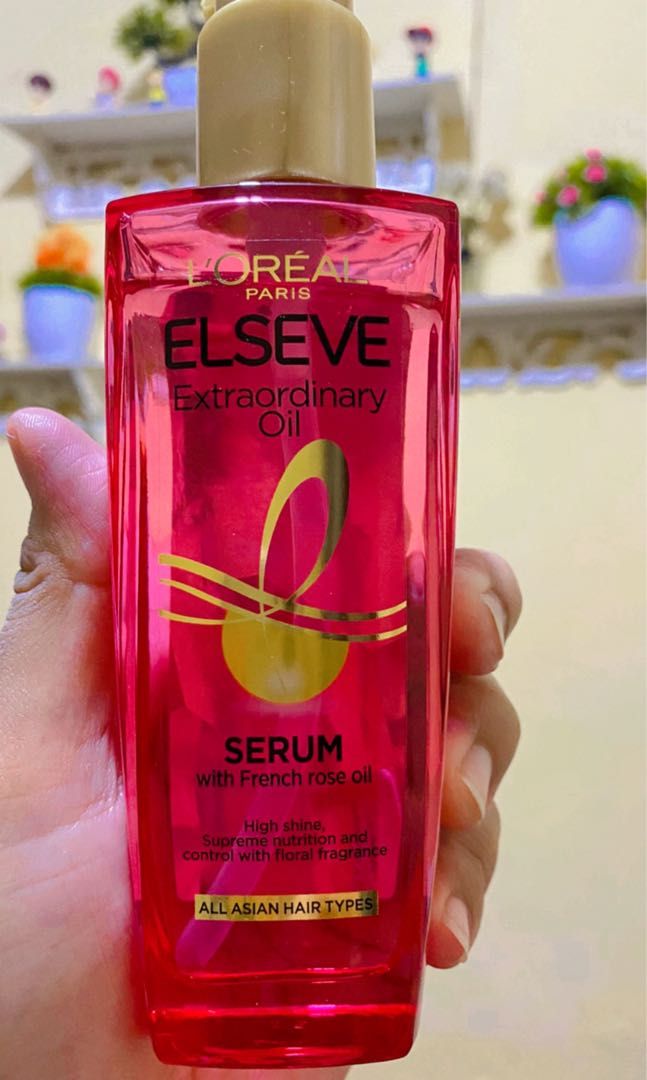 L'ORÉAL
PARIS
ELSEVE
Extraordinary
Oil
SERUM
with French rose oil
High shine,
Supreme nutrition and
control with floral fragrance
ALL ASIAN HAIR TYPES